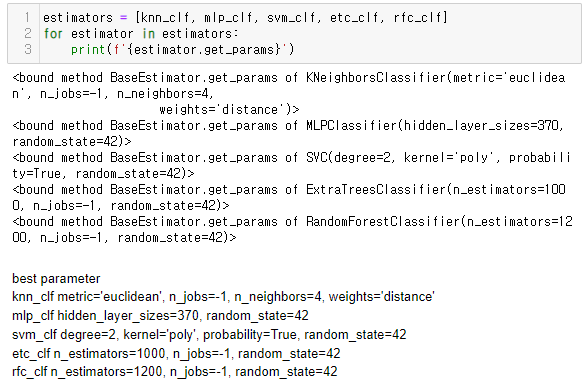 1 estimators = [knn_clf, mlp_clf, svm_clf, etc_clf, rfc_clf]
2 for estimator in estimators:
3     print(f'{estimator.get_params}')
<bound method BaseEstimator.get_params of KNeighborsClassifier(metric='euclidea
n', n_jobs=-1, n_neighbors=4,
                     weights='distance')>
<bound method BaseEstimator.get_params of MLPClassifier(hidden_layer_sizes=370,
random_state=42)>
<bound method BaseEstimator.get_params of SVC(degree=2, kernel='poly', probabili
ty=True, random_state=42)>
<bound method BaseEstimator.get_params of ExtraTreesClassifier(n_estimators=100
0, n_jobs=-1, random_state=42)>
<bound method BaseEstimator.get_params of RandomForestClassifier(n_estimators=12
00, n_jobs=-1, random_state=42)>
best parameter
knn_clf metric='euclidean', n_jobs=-1, n_neighbors=4, weights='distance'
mlp_clf hidden_layer_sizes=370, random_state=42
svm_clf degree=2, kernel='poly', probability=True, random_state=42
etc_clf n_estimators=1000, n_jobs=-1, random_state=42
rfc_clf n_estimators=1200, n_jobs=-1, random_state=42